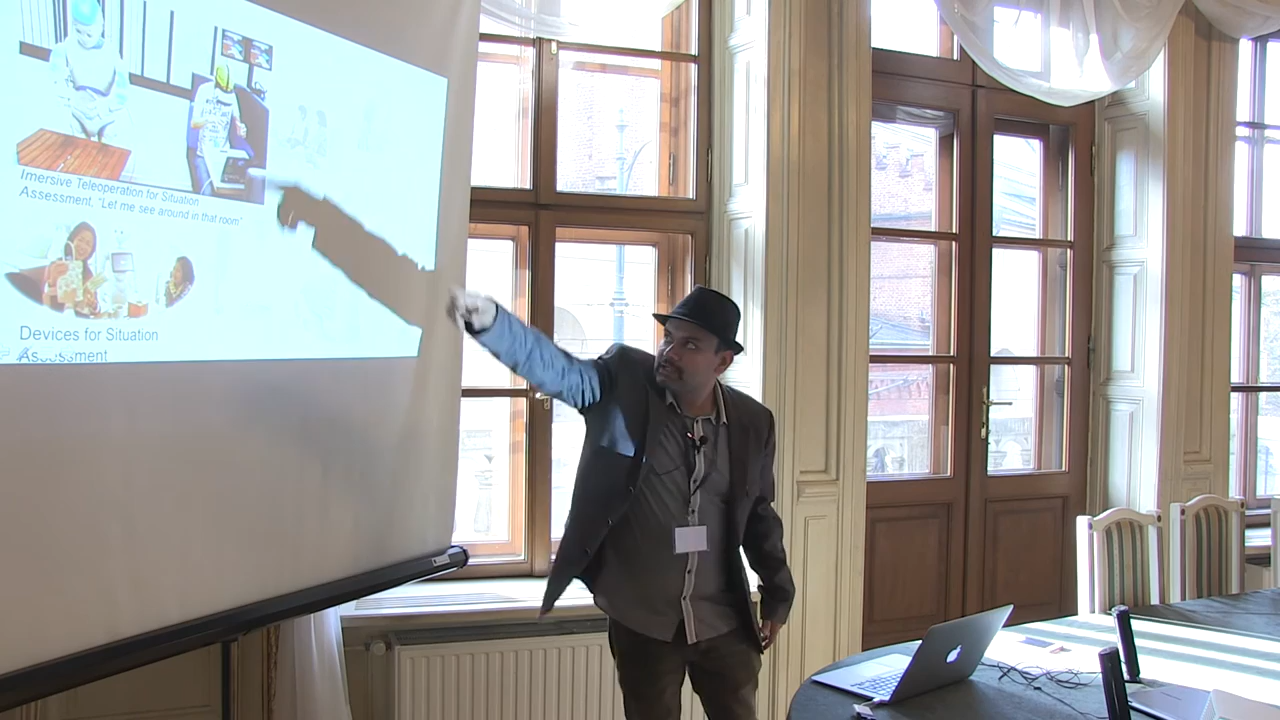 Imersive Teleoperation for Situation
Assessment, "Let me see around in that room"
Devices for Situation
Assessment